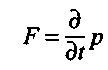 F = ∂/∂t p